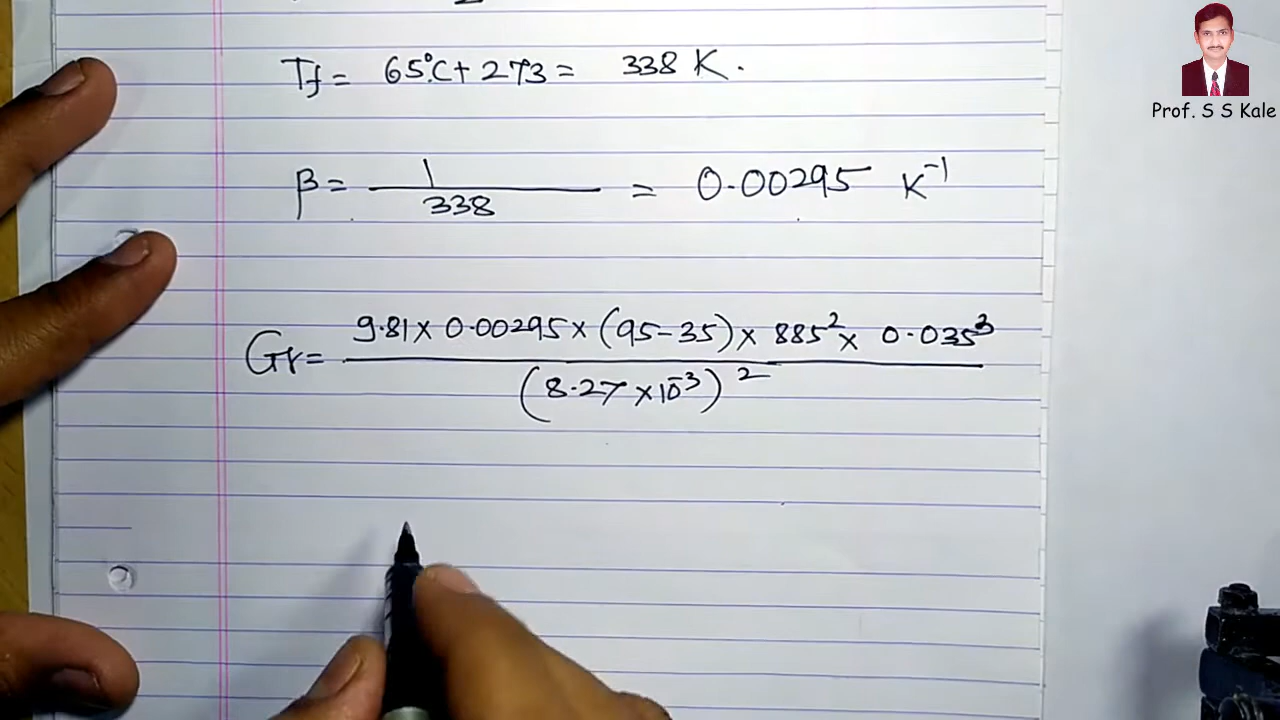 Tf = 65°C + 273 = 338 K.
Prof. S S Kale
β = 1/338 = 0.00295 K⁻¹
Gr = 9.81 × 0.00295 × (95-35) × 885² × 0.035³
(8.27 × 10⁻³)²